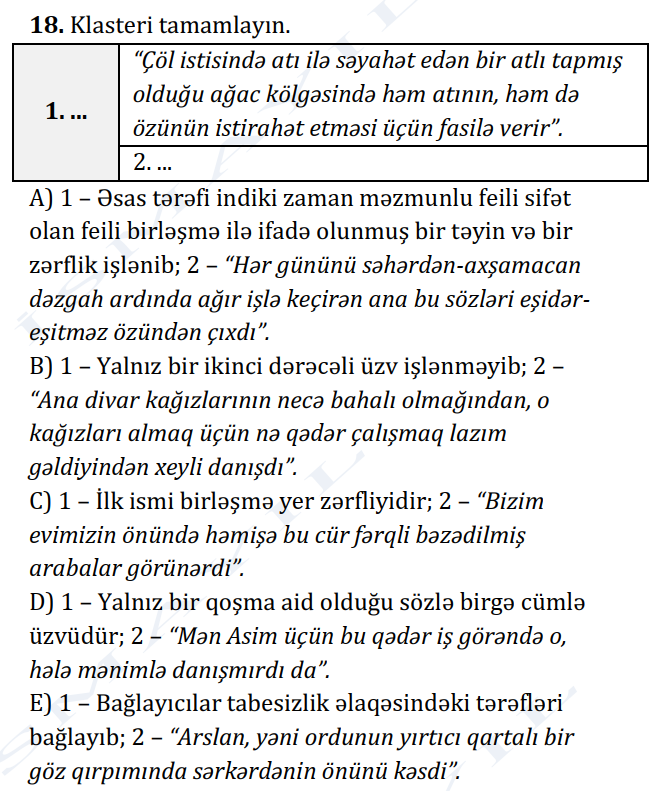 18. Klasteri tamamlayın.
1. ...
“Çöl istisində atı ilə səyahət edən bir atlı tapmış
olduğu ağac kölgəsində həm atının, həm də
özünün istirahət etməsi üçün fasilə verir”.
2. ...
A) 1 – Əsas tərəfi indiki zaman məzmunlu feili sifət
olan feili birləşmə ilə ifadə olunmuş bir təyin və bir
zərflik işlənib; 2 – “Hər gününü səhərdən-axşamacan
dəzgah ardında ağır işlə keçirən ana bu sözləri eşidər-
eşitməz özündən çıxdı”.
B) 1 – Yalnız bir ikinci dərəcəli üzv işlənməyib; 2 –
“Ana divar kağızlarının necə bahalı olmağından, o
kağızları almaq üçün nə qədər çalışmaq lazım
gəldiyindən xeyli danışdı”.
C) 1 – İlk ismi birləşmə yer zərfliyidir; 2 – “Bizim
evimizin önündə həmişə bu cür fərqli bəzədilmiş
arabalar görünərdi”.
D) 1 – Yalnız bir qoşma aid olduğu sözlə birgə cümlə
üzvüdür; 2 – “Mən Asim üçün bu qədər iş görəndə o,
hələ mənimlə danışmırdı da”.
E) 1 – Bağlayıcılar tabesizlik əlaqəsindəki tərəfləri
bağlayıb; 2 – “Arslan, yəni ordunun yırtıcı qartalı bir
göz qırpımında sərkərdənin önünü kəsdi”.